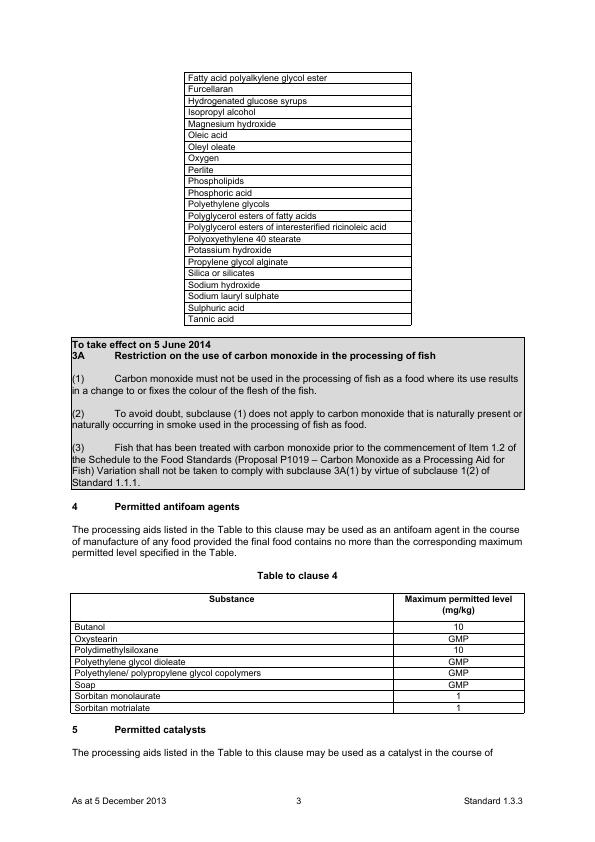 Fatty acid polyalkylene glycol ester
Furcellaran
Hydrogenated glucose syrups
Isopropyl alcohol
Magnesium hydroxide
Oleic acid
Oleyl oleate
Oxygen
Perlite
Phospholipids
Phosphoric acid
Polyethylene glycols
Polyglycerol esters of fatty acids
Polyglycerol esters of interesterified ricinoleic acid
Polyoxyethylene 40 stearate
Potassium hydroxide
Propylene glycol alginate
Silica or silicates
Sodium hydroxide
Sodium lauryl sulphate
Sulphuric acid
Tannic acid
To take effect on 5 June 2014
3A Restriction on the use of carbon monoxide in the processing of fish
(1) Carbon monoxide must not be used in the processing of fish as a food where its use results
in a change to or fixes the colour of the flesh of the fish.
(2) To avoid doubt, subclause (1) does not apply to carbon monoxide that is naturally present or
naturally occurring in smoke used in the processing of fish as food.
(3) Fish that has been treated with carbon monoxide prior to the commencement of Item 1.2 of
the Schedule to the Food Standards (Proposal P1019 – Carbon Monoxide as a Processing Aid for
Fish) Variation shall not be taken to comply with subclause 3A(1) by virtue of subclause 1(2) of
Standard 1.1.1.
4 Permitted antifoam agents
The processing aids listed in the Table to this clause may be used as an antifoam agent in the course
of manufacture of any food provided the final food contains no more than the corresponding maximum
permitted level specified in the Table.
Table to clause 4
Substance Maximum permitted level
(mg/kg)
Butanol 10
Oxystearin GMP
Polydimethylsiloxane 10
Polyethylene glycol dioleate GMP
Polyethylene/ polypropylene glycol copolymers GMP
Soap GMP
Sorbitan monolaurate 1
Sorbitan motrialate 1
5 Permitted catalysts
The processing aids listed in the Table to this clause may be used as a catalyst in the course of
As at 5 December 2013 3 Standard 1.3.3